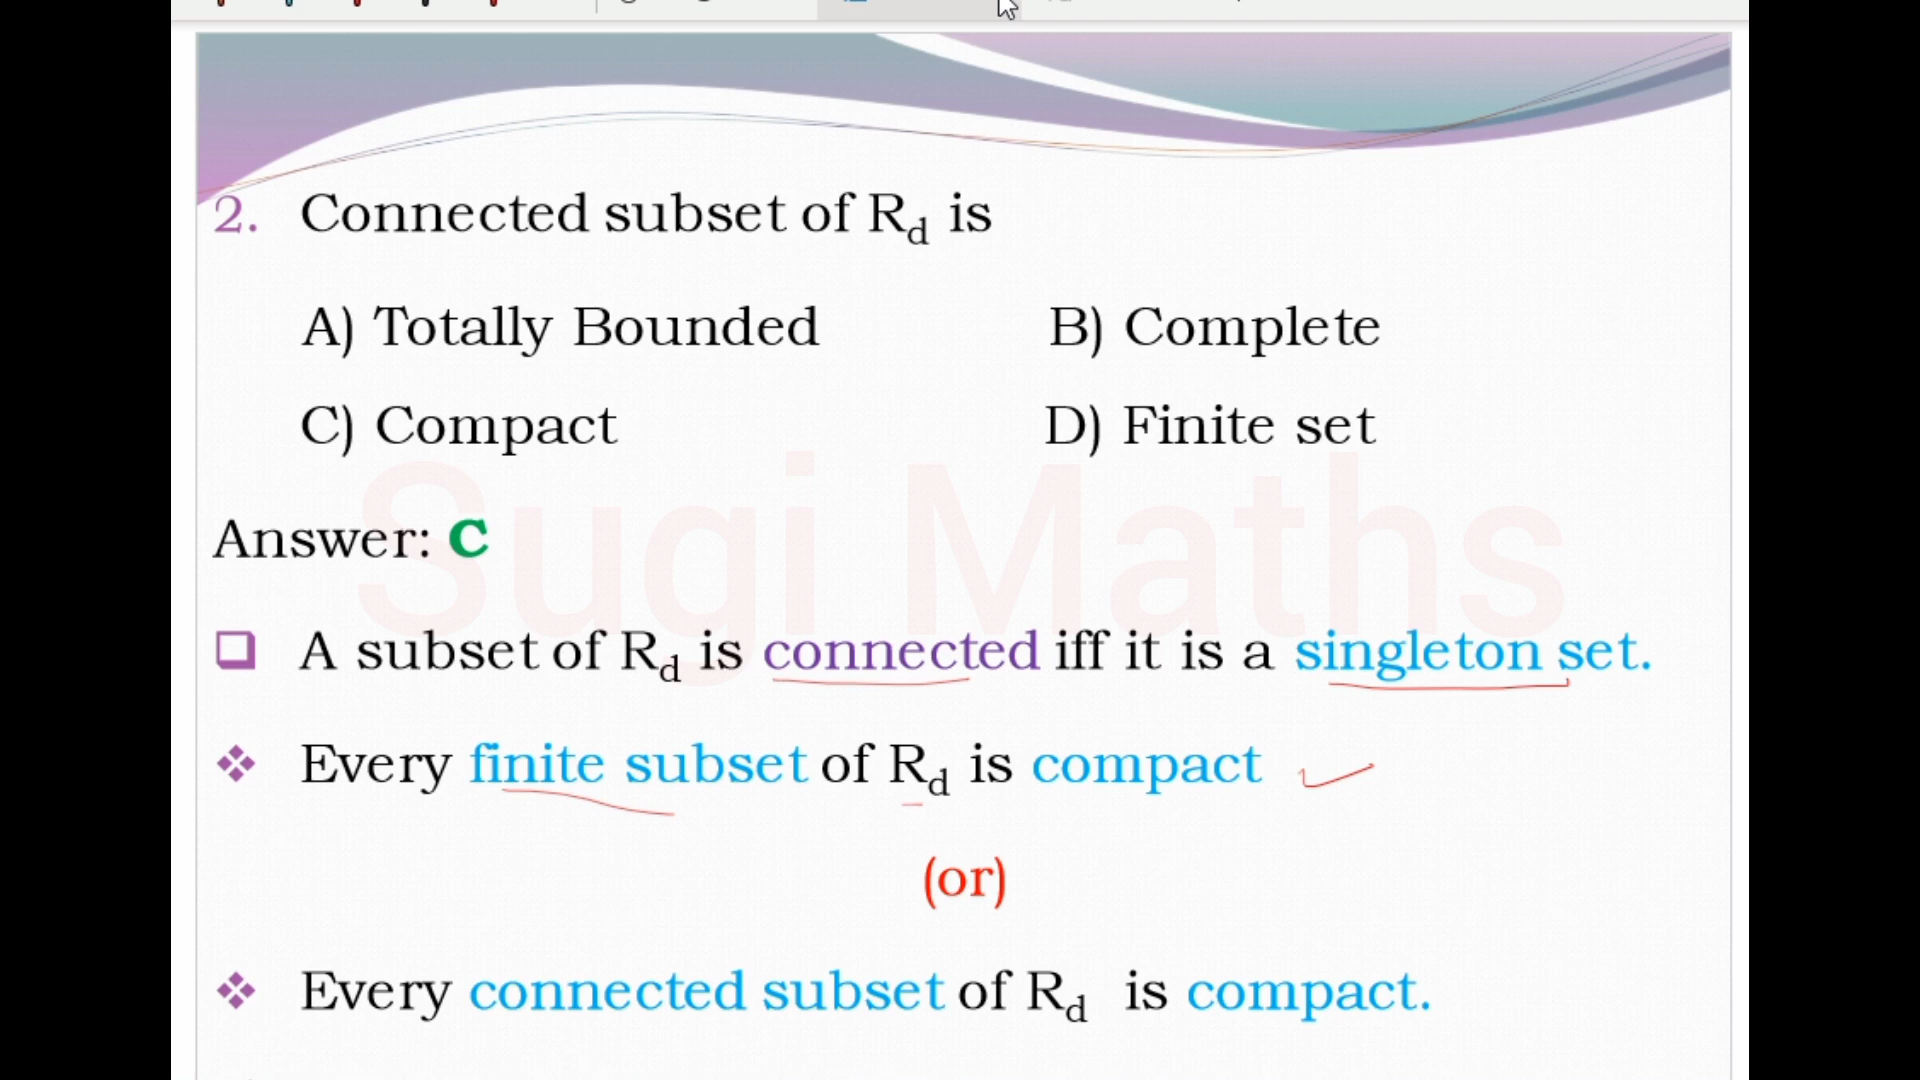 2. Connected subset of R_d is
A) Totally Bounded B) Complete
C) Compact D) Finite set
Answer: C
Sugi Maths
❑ A subset of R_d is connected iff it is a singleton set.
❖ Every finite subset of R_d is compact
(or)
❖ Every connected subset of R_d is compact.